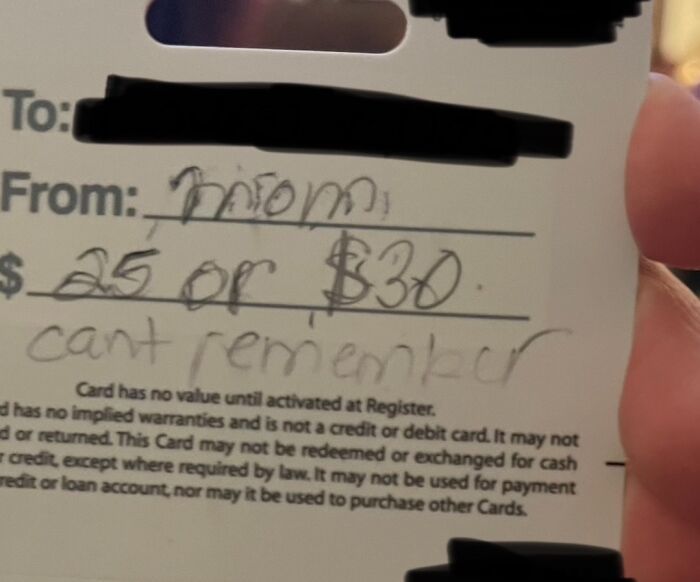 To:
From: mom
$ 25 or $30
cant remember
Card has no value until activated at Register.
d has no implied warranties and is not a credit or debit card. It may not
d or returned. This Card may not be redeemed or exchanged for cash
r credit, except where required by law. It may not be used for payment
redit or loan account, nor may it be used to purchase other Cards.